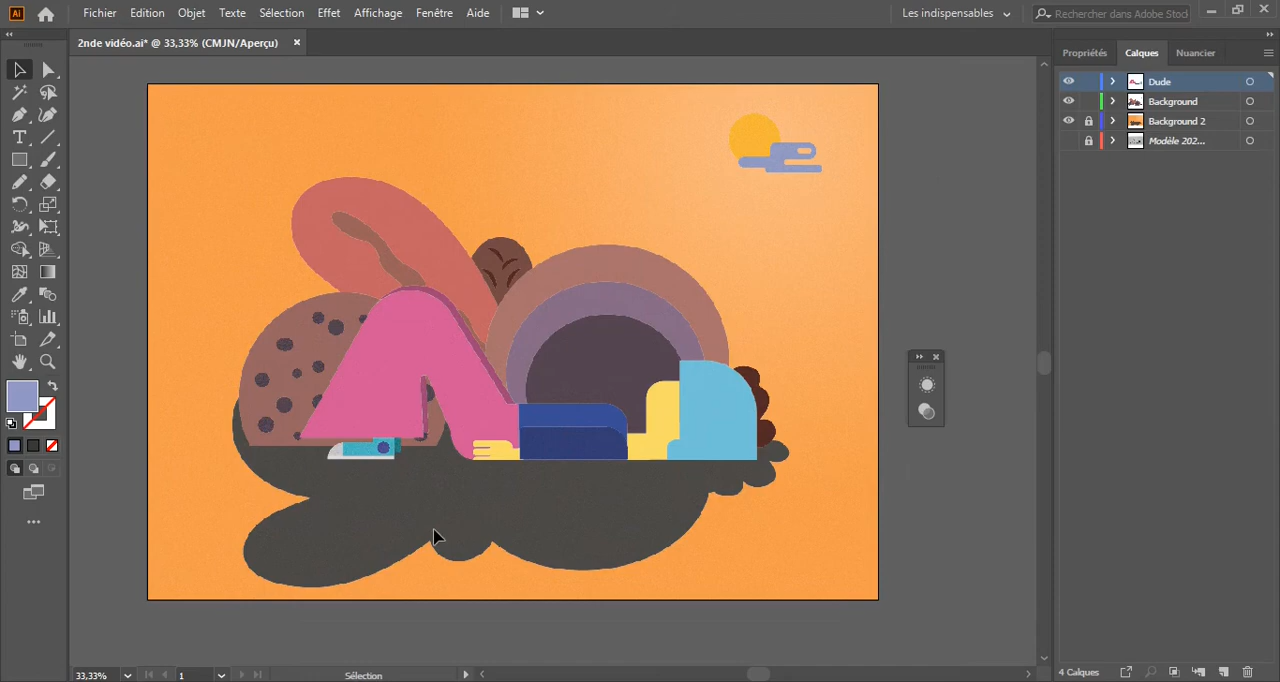 Ai Fichier Edition Objet Texte Sélection Effet Affichage Fenêtre Aide Les indispensables Rechercher dans Adobe Stock
2nde vidéo.ai* @ 33,33% (CMJN/Aperçu) ×
Propriétés Calques Nuancier
Dude
Background
Background 2
Modèle 202...
33,33% 1 Sélection 4 Calques